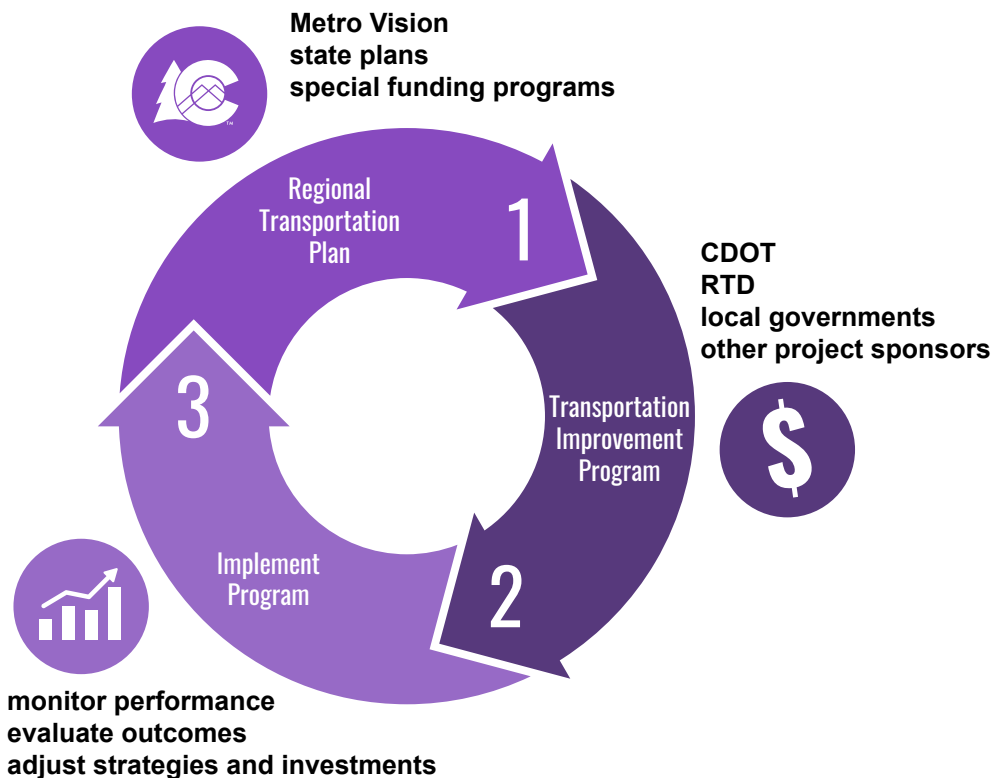 Metro Vision
state plans
special funding programs
Regional
Transportation
Plan
1
CDOT
RTD
local governments
other project sponsors
Transportation
Improvement
Program
$
2
3
Implement
Program
monitor performance
evaluate outcomes
adjust strategies and investments